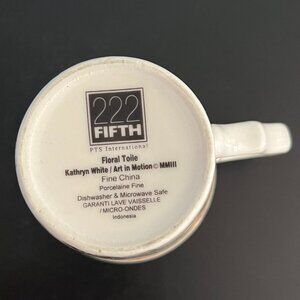 222
FIFTH
PTS International
Floral Toile
Kathryn White / Art in Motion © MMIII
Fine China
Porcelaine Fine
Dishwasher & Microwave Safe
GARANTI LAVE VAISSELLE
/ MICRO-ONDES
Indonesia